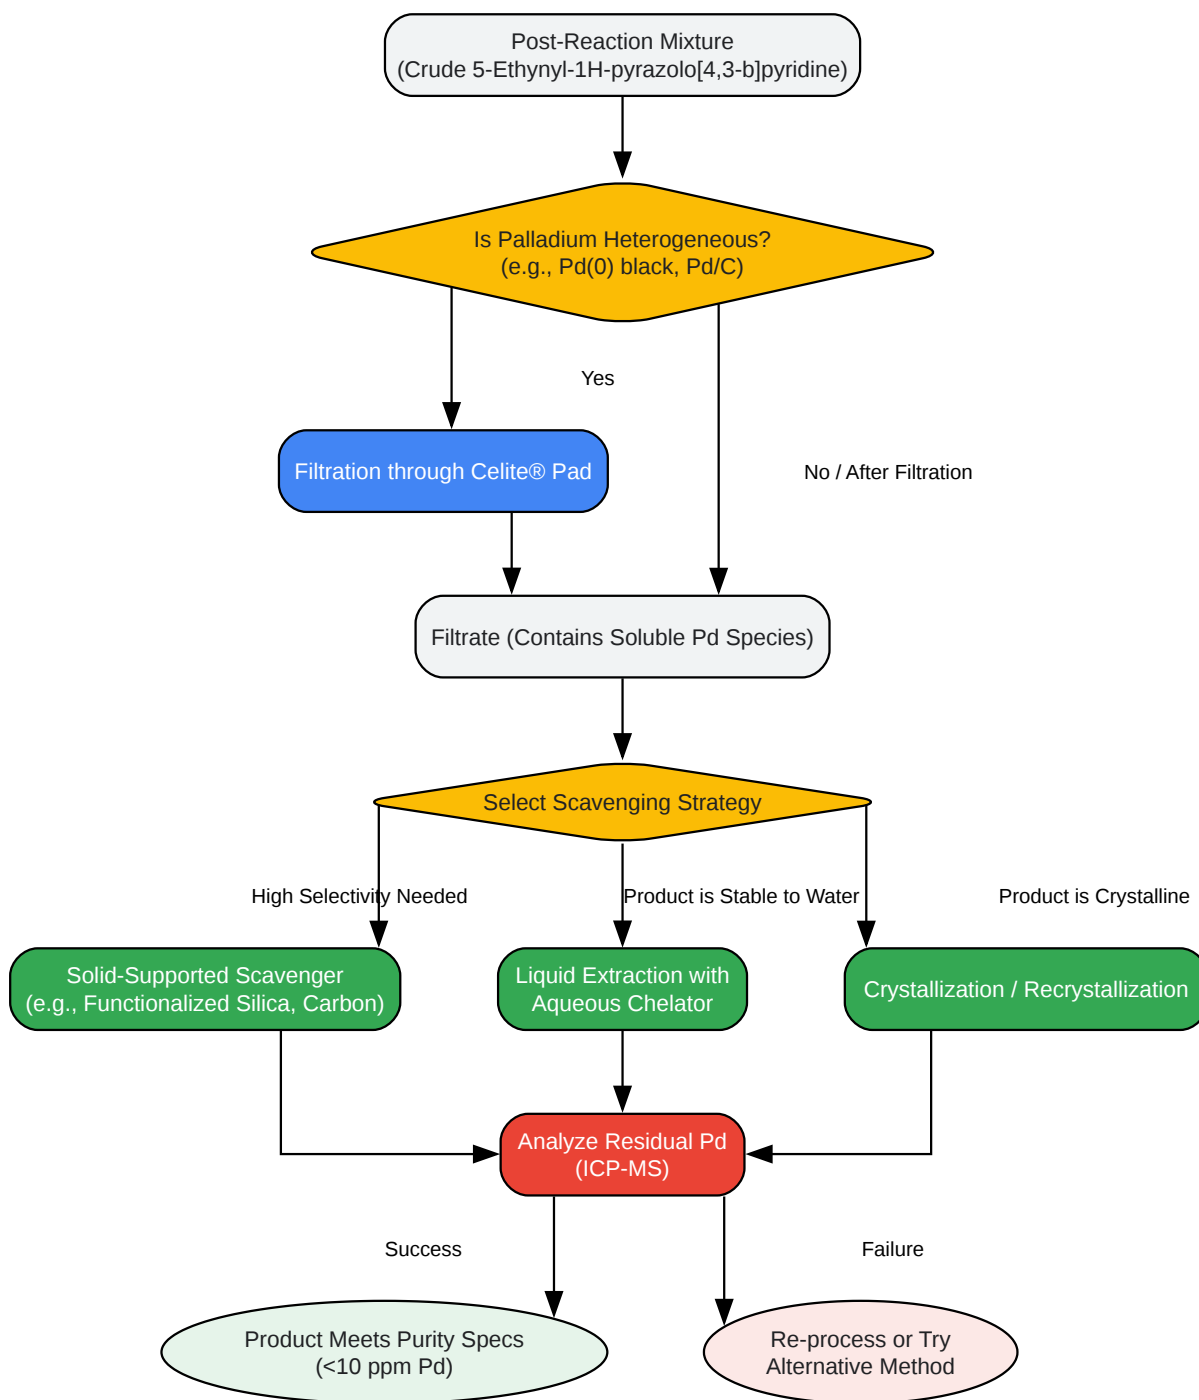 Post-Reaction Mixture
(Crude 5-Ethynyl-1H-pyrazolo[4,3-b]pyridine)
Is Palladium Heterogeneous?
(e.g., Pd(0) black, Pd/C)
Yes
Filtration through Celite® Pad
No / After Filtration
Filtrate (Contains Soluble Pd Species)
Select Scavenging Strategy
High Selectivity Needed
Product is Stable to Water
Product is Crystalline
Solid-Supported Scavenger
(e.g., Functionalized Silica, Carbon)
Liquid Extraction with
Aqueous Chelator
Crystallization / Recrystallization
Analyze Residual Pd
(ICP-MS)
Success
Failure
Product Meets Purity Specs
(<10 ppm Pd)
Re-process or Try
Alternative Method